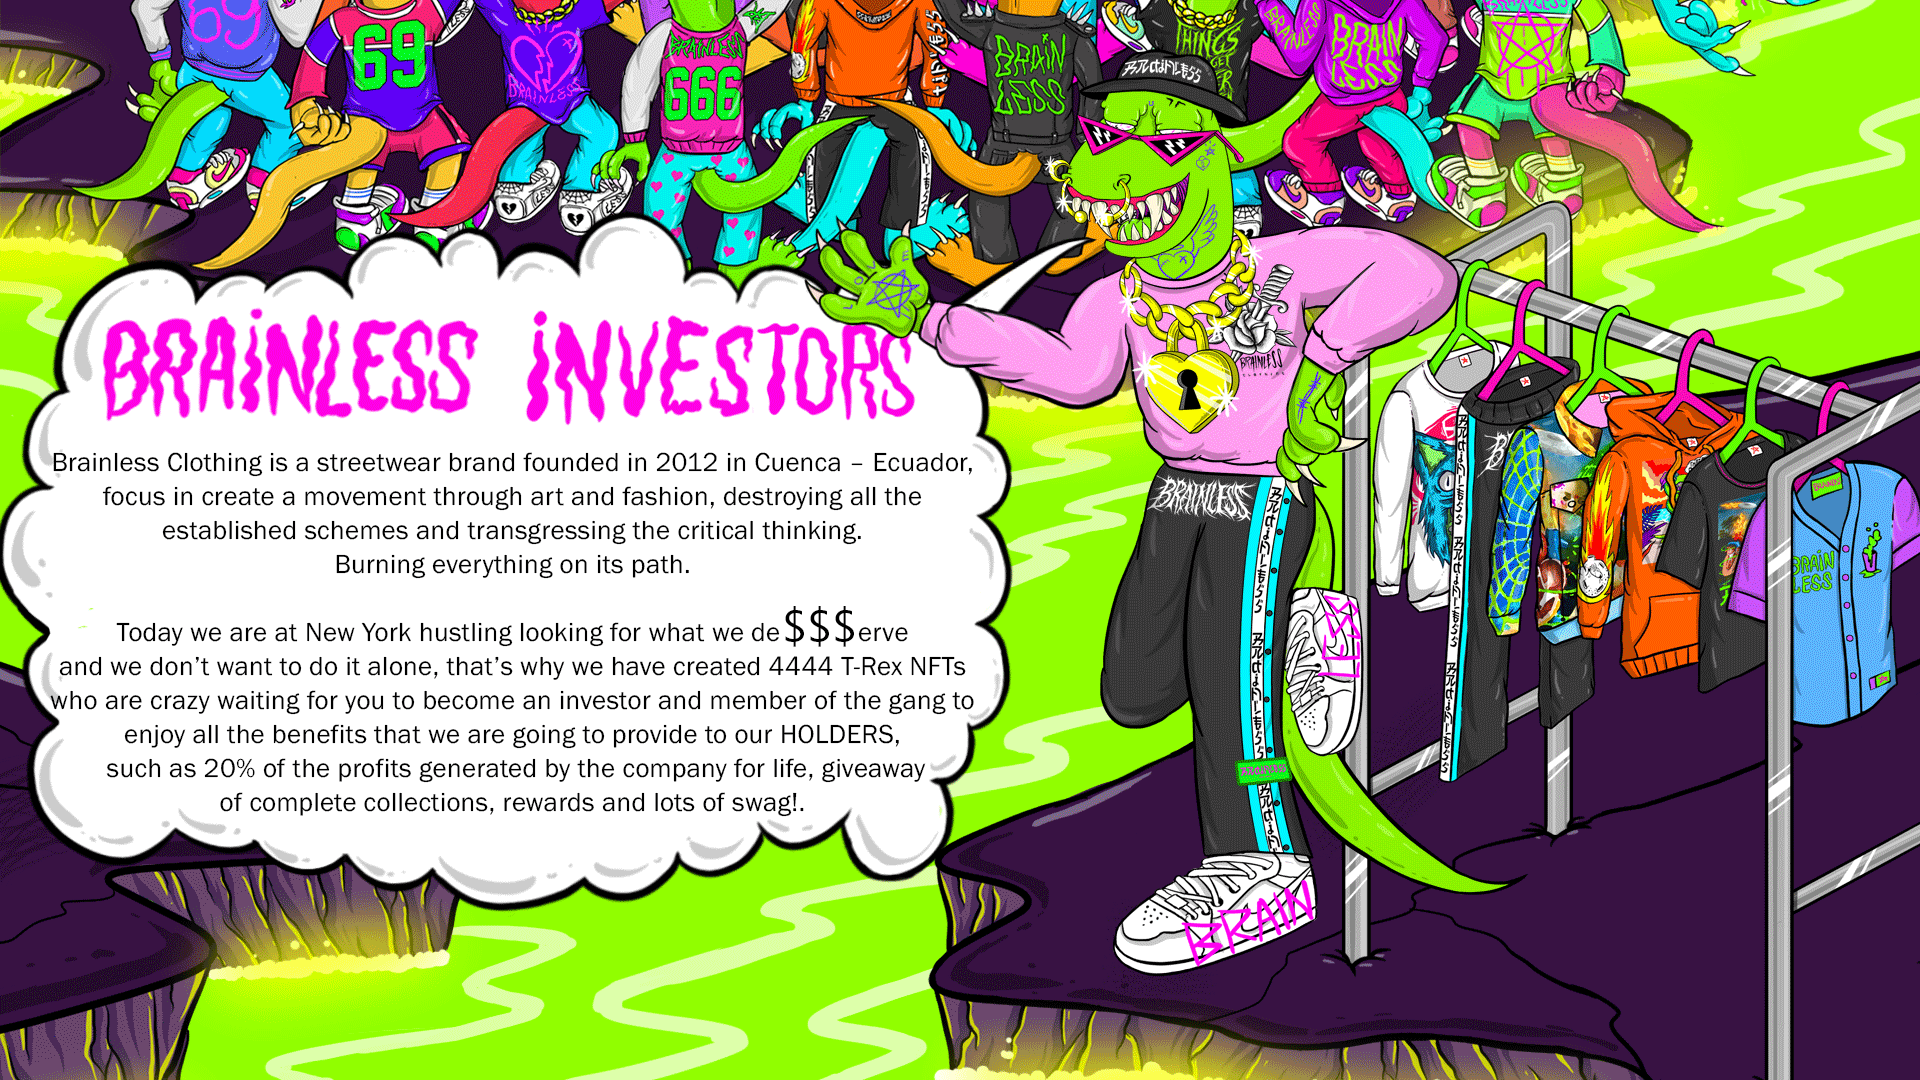 69
69
BRAINLESS
BRAINLESS
666
BRAIN
LESS
THINGS
GET
BRAINLESS
BRAIN
LESS
BRAINLESS INVESTORS
LOVE
BRAINLESS
CLOTHING
Brainless Clothing is a streetwear brand founded in 2012 in Cuenca – Ecuador,
focus in create a movement through art and fashion, destroying all the
established schemes and transgressing the critical thinking.
Burning everything on its path.
Today we are at New York hustling looking for what we de$$$erve
and we don’t want to do it alone, that’s why we have created 4444 T-Rex NFTs
who are crazy waiting for you to become an investor and member of the gang to
enjoy all the benefits that we are going to provide to our HOLDERS,
such as 20% of the profits generated by the company for life, giveaway
of complete collections, rewards and lots of swag!.
BRAINLESS
LESS
BRAIN
BRAIN
LESS